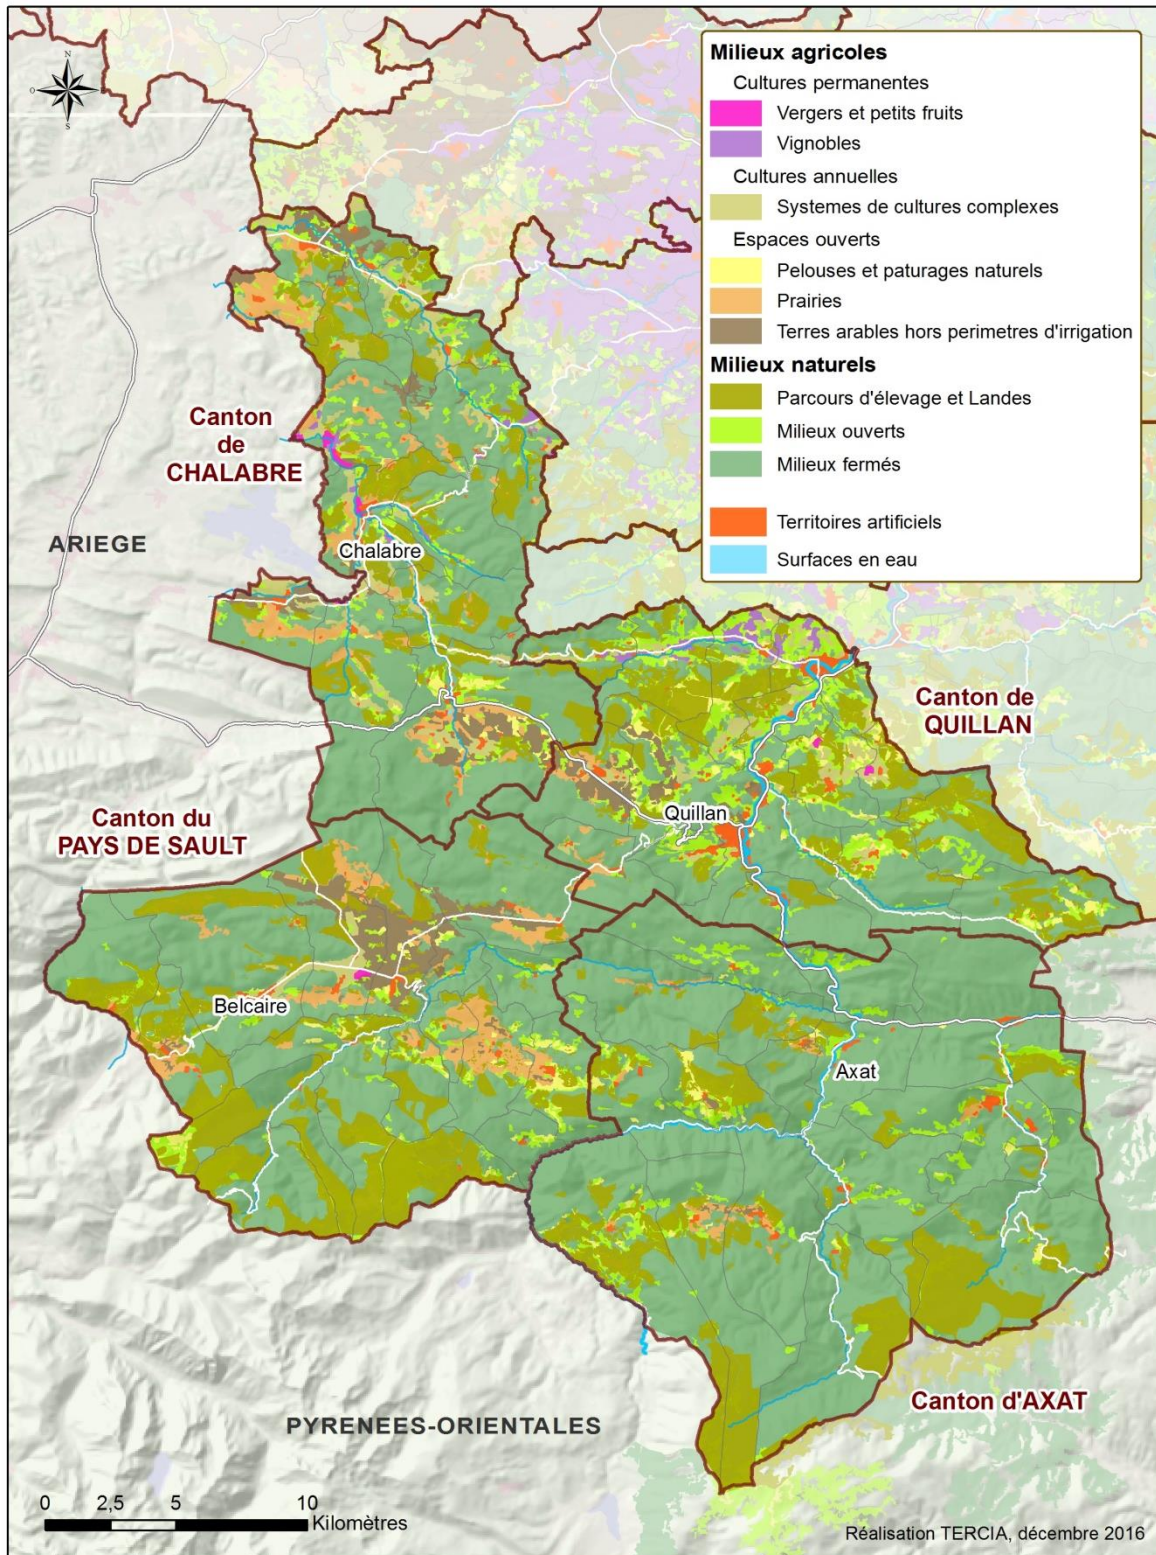 N
O
E
S
Milieux agricoles
Cultures permanentes
Vergers et petits fruits
Vignobles
Cultures annuelles
Systemes de cultures complexes
Espaces ouverts
Pelouses et paturages naturels
Prairies
Terres arables hors perimetres d'irrigation
Milieux naturels
Parcours d'élevage et Landes
Milieux ouverts
Milieux fermés
Territoires artificiels
Surfaces en eau
Canton
de
CHALABRE
ARIEGE
Chalabre
Canton de
QUILLAN
Canton du
PAYS DE SAULT
Quillan
Belcaire
Axat
Canton d'AXAT
PYRENEES-ORIENTALES
0 2,5 5 10
Kilomètres
Réalisation TERCIA, décembre 2016